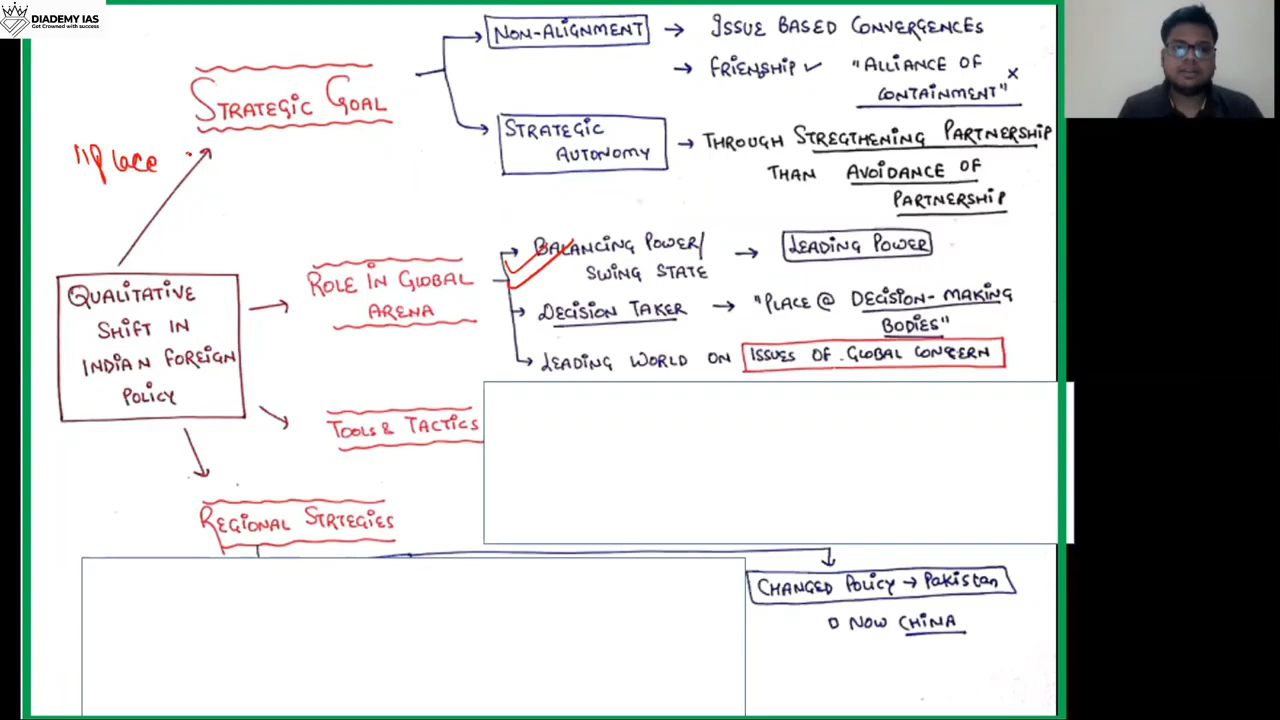 DIADEMY IAS
Get Crowned with success
NON-ALIGNMENT → ISSUE BASED CONVERGENCES
→ FRIENSHIP ✓ "ALLIANCE OF
CONTAINMENT" ×
STRATEGIC GOAL
STRATEGIC
AUTONOMY → THROUGH STREGTHENING PARTNERSHIP
THAN AVOIDANCE OF
PARTNERSHIP
"Place
QUALITATIVE
SHIFT IN
INDIAN FOREIGN
POLICY
ROLE IN GLOBAL
ARENA
BALANCING POWER/
SWING STATE → LEADING POWER
DECISION TAKER → "PLACE @ DECISION-MAKING
BODIES"
LEADING WORLD ON ISSUES OF GLOBAL CONCERN
TOOLS & TACTICS
REGIONAL STRTEGIES
CHANGED POLICY → Pakistan
NOW CHINA